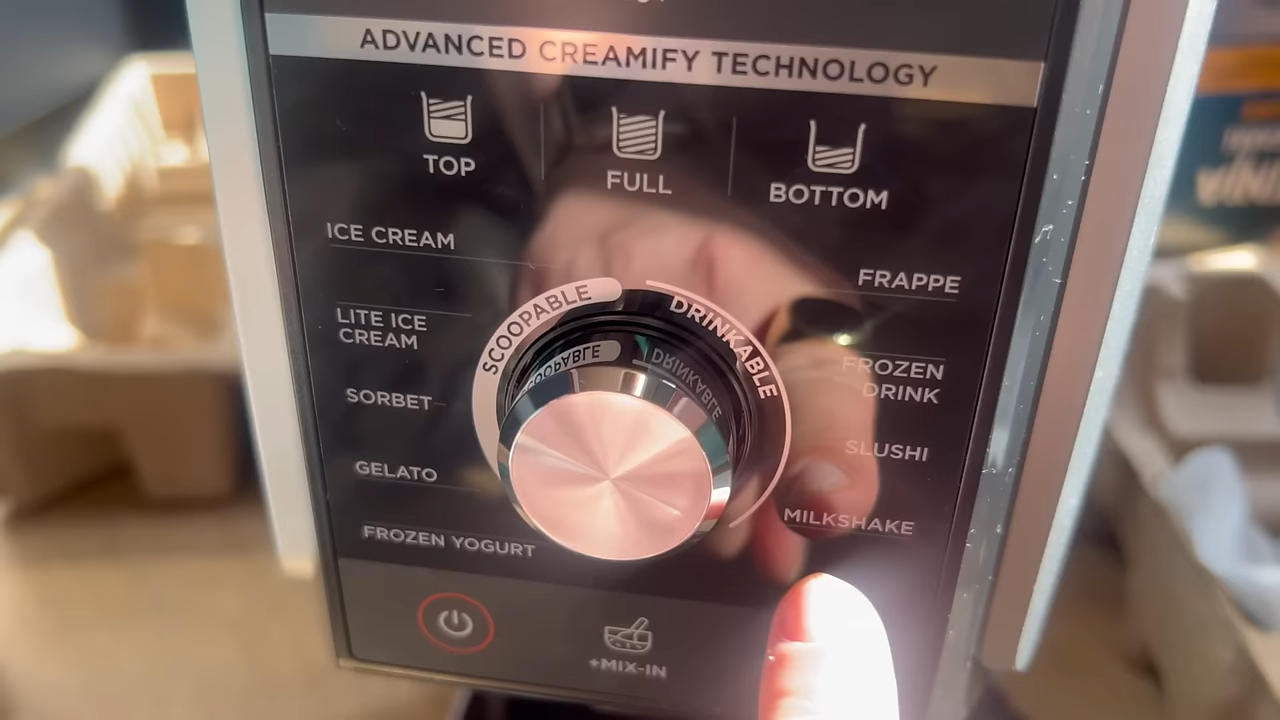 ADVANCED CREAMIFY TECHNOLOGY
TOP
FULL
BOTTOM
ICE CREAM
LITE ICE
CREAM
SORBET
GELATO
FROZEN YOGURT
SCOOPABLE
DRINKABLE
FRAPPE
FROZEN
DRINK
SLUSHI
MILKSHAKE
+MIX-IN